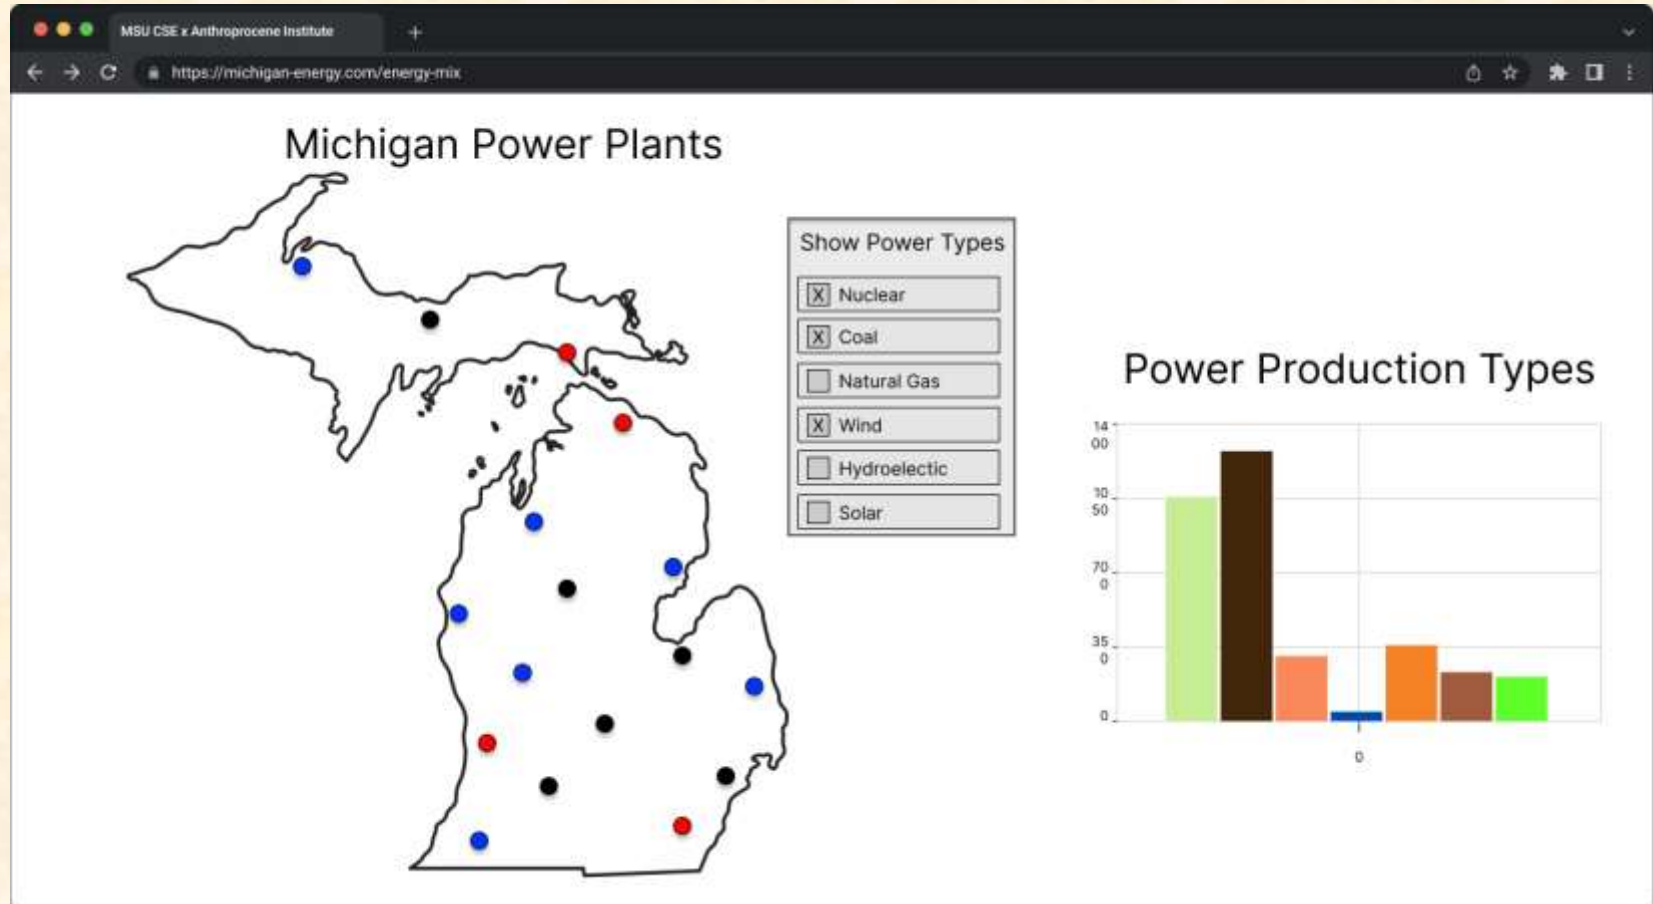 MSU CSE x Anthroprocene Institute
https://michigan-energy.com/energy-mix
Michigan Power Plants
Show Power Types
X Nuclear
X Coal
Natural Gas
X Wind
Hydroelectic
Solar
Power Production Types
14
00
10
50
70
0
35
0
0
0